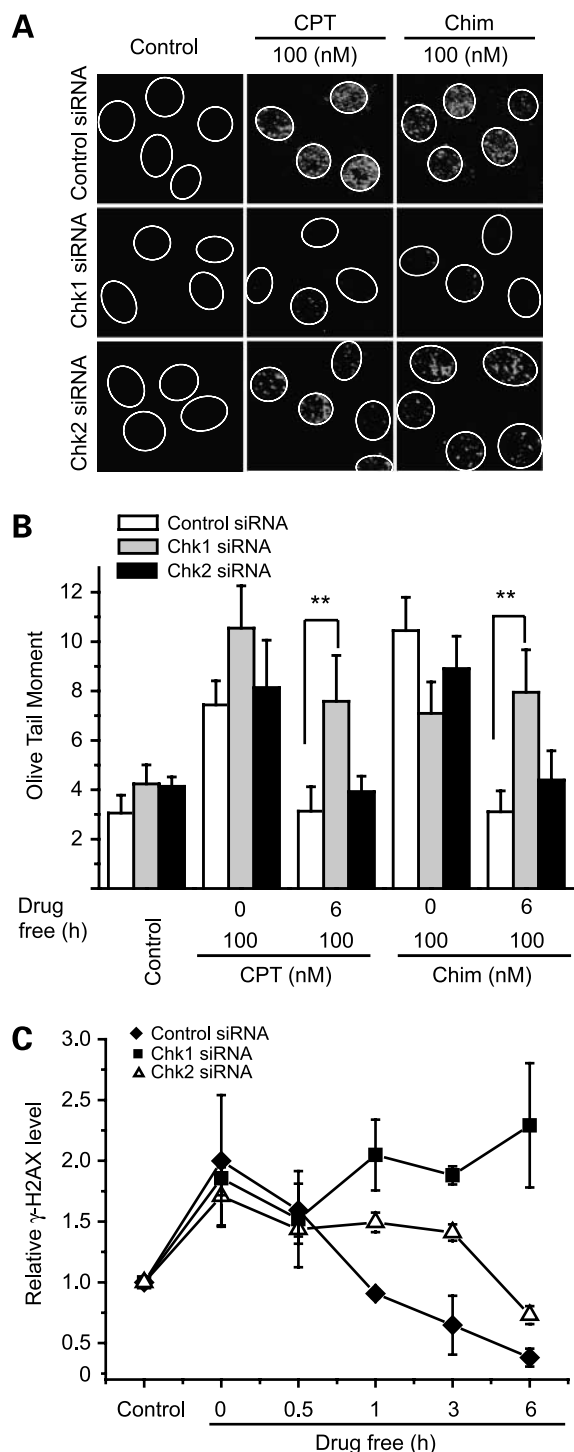 A
Control
CPT
Chim
100 (nM)
100 (nM)
Control siRNA
Chk1 siRNA
Chk2 siRNA
B
Control siRNA
Chk1 siRNA
Chk2 siRNA
12
10
8
6
4
2
Olive Tail Moment
**
**
Drug free (h)
0
6
0
6
Control
100
100
100
100
CPT (nM)
Chim (nM)
C
Control siRNA
Chk1 siRNA
Chk2 siRNA
3.0
2.5
2.0
1.5
1.0
0.5
0
Relative γ-H2AX level
Control
0
0.5
1
3
6
Drug free (h)